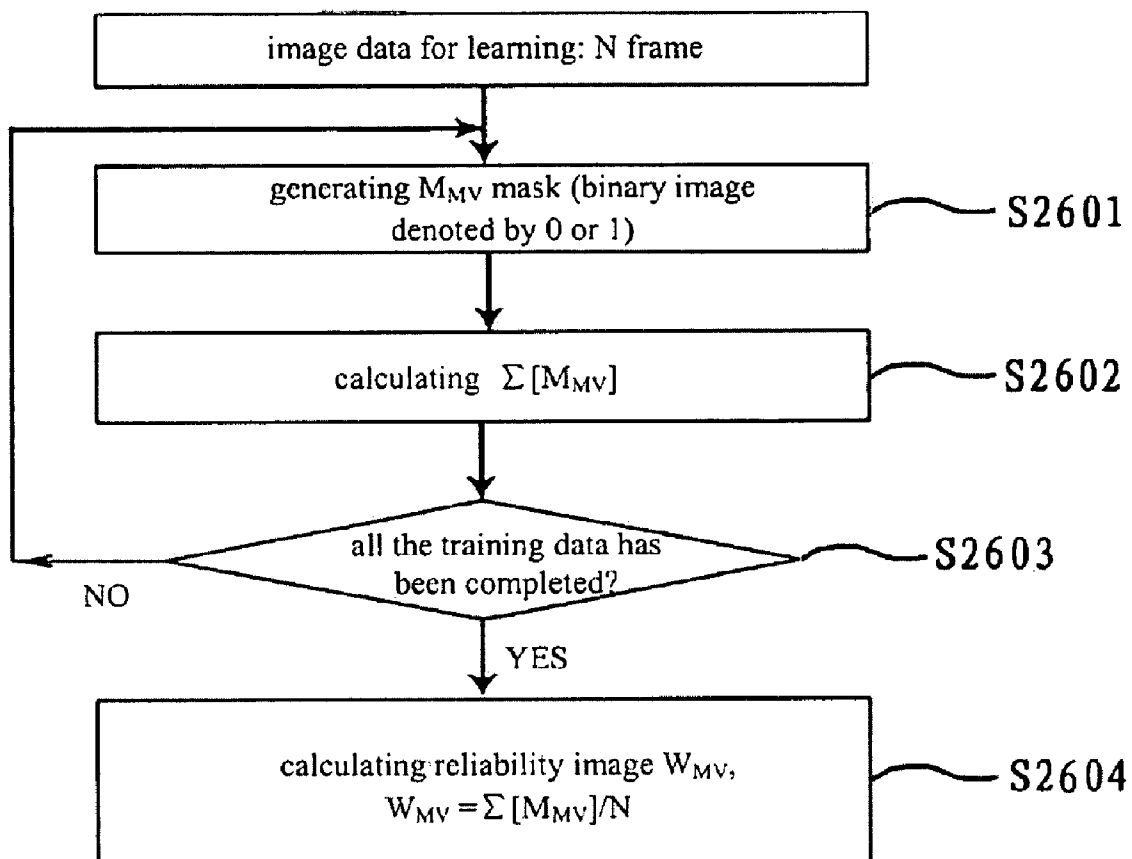 image data for learning: N frame
generating M_MV mask (binary image
denoted by 0 or 1)
S2601
calculating Σ [M_MV]
S2602
all the training data has
been completed?
S2603
NO
YES
calculating reliability image W_MV,
W_MV = Σ [M_MV]/N
S2604